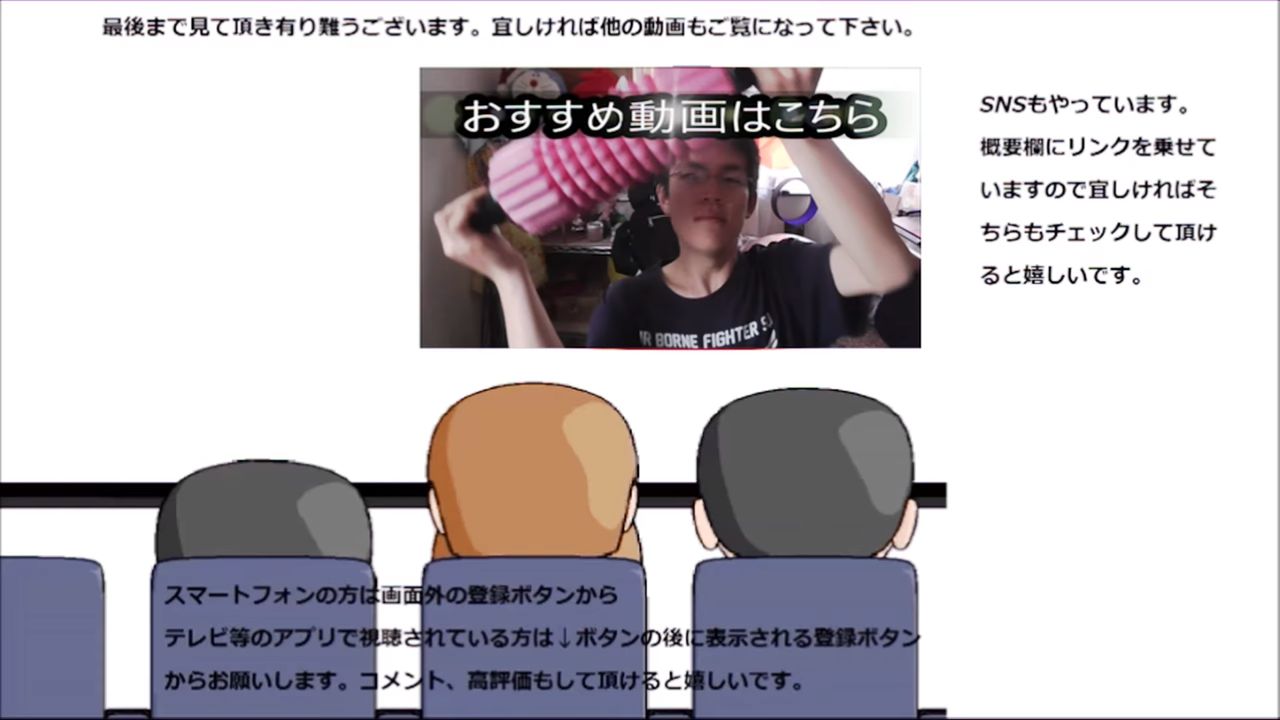 最後まで見て頂き有り難うございます。宜しければ他の動画もご覧になって下さい。
おすすめ動画はこちら
SNSもやっています。
概要欄にリンクを乗せて
いますので宜しければそ
ちらもチェックして頂け
ると嬉しいです。
BORNE FIGHTER
スマートフォンの方は画面外の登録ボタンから
テレビ等のアプリで視聴されている方は↓ボタンの後に表示される登録ボタン
からお願いします。コメント、高評価もして頂けると嬉しいです。